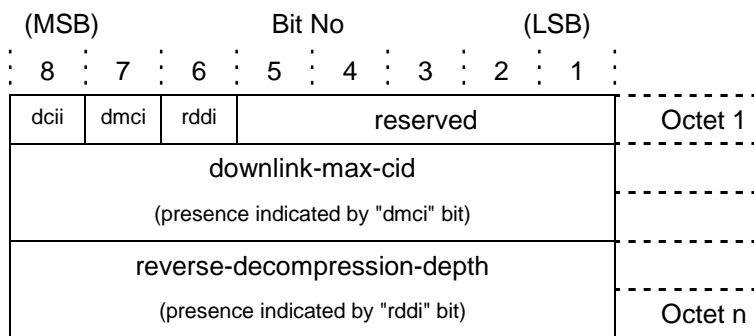 (MSB) Bit No (LSB)
8 7 6 5 4 3 2 1
dcii dmci rddi reserved Octet 1
downlink-max-cid
(presence indicated by "dmci" bit)
reverse-decompression-depth
(presence indicated by "rddi" bit) Octet n